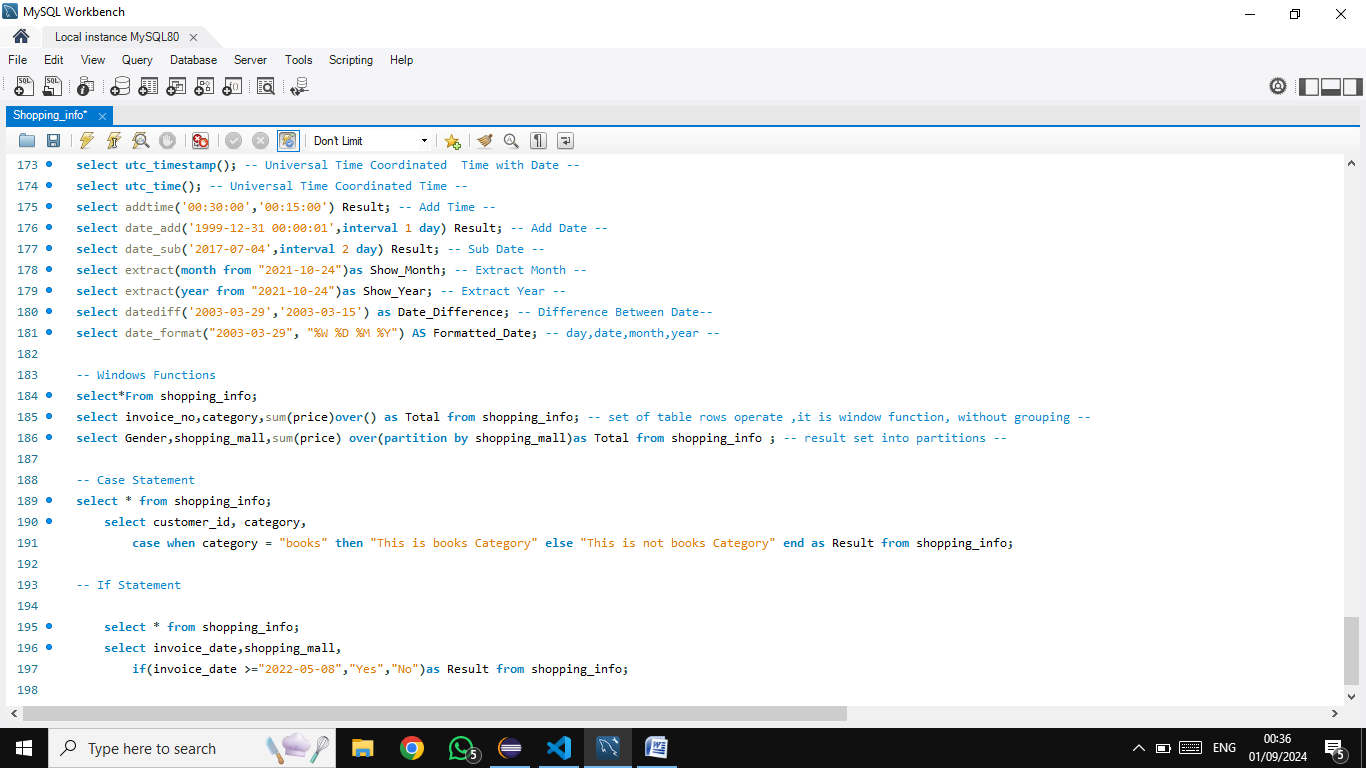 MySQL Workbench
Local instance MySQL80
File Edit View Query Database Server Tools Scripting Help
Shopping_info*
Don't Limit
173 select utc_timestamp(); -- Universal Time Coordinated  Time with Date --
174 select utc_time(); -- Universal Time Coordinated Time --
175 select addtime('00:30:00','00:15:00') Result; -- Add Time --
176 select date_add('1999-12-31 00:00:01',interval 1 day) Result; -- Add Date --
177 select date_sub('2017-07-04',interval 2 day) Result; -- Sub Date --
178 select extract(month from "2021-10-24")as Show_Month; -- Extract Month --
179 select extract(year from "2021-10-24")as Show_Year; -- Extract Year --
180 select datediff('2003-03-29','2003-03-15') as Date_Difference; -- Difference Between Date--
181 select date_format("2003-03-29", "%W %D %M %Y") AS Formatted_Date; -- day,date,month,year --
182
183 -- Windows Functions
184 select*From shopping_info;
185 select invoice_no,category,sum(price)over() as Total from shopping_info; -- set of table rows operate ,it is window function, without grouping --
186 select Gender,shopping_mall,sum(price) over(partition by shopping_mall)as Total from shopping_info ; -- result set into partitions --
187
188 -- Case Statement
189 select * from shopping_info;
190 select customer_id, category,
191 case when category = "books" then "This is books Category" else "This is not books Category" end as Result from shopping_info;
192
193 -- If Statement
194
195 select * from shopping_info;
196 select invoice_date,shopping_mall,
197 if(invoice_date >="2022-05-08","Yes","No")as Result from shopping_info;
198
Type here to search
5
ENG
00:36
01/09/2024
5